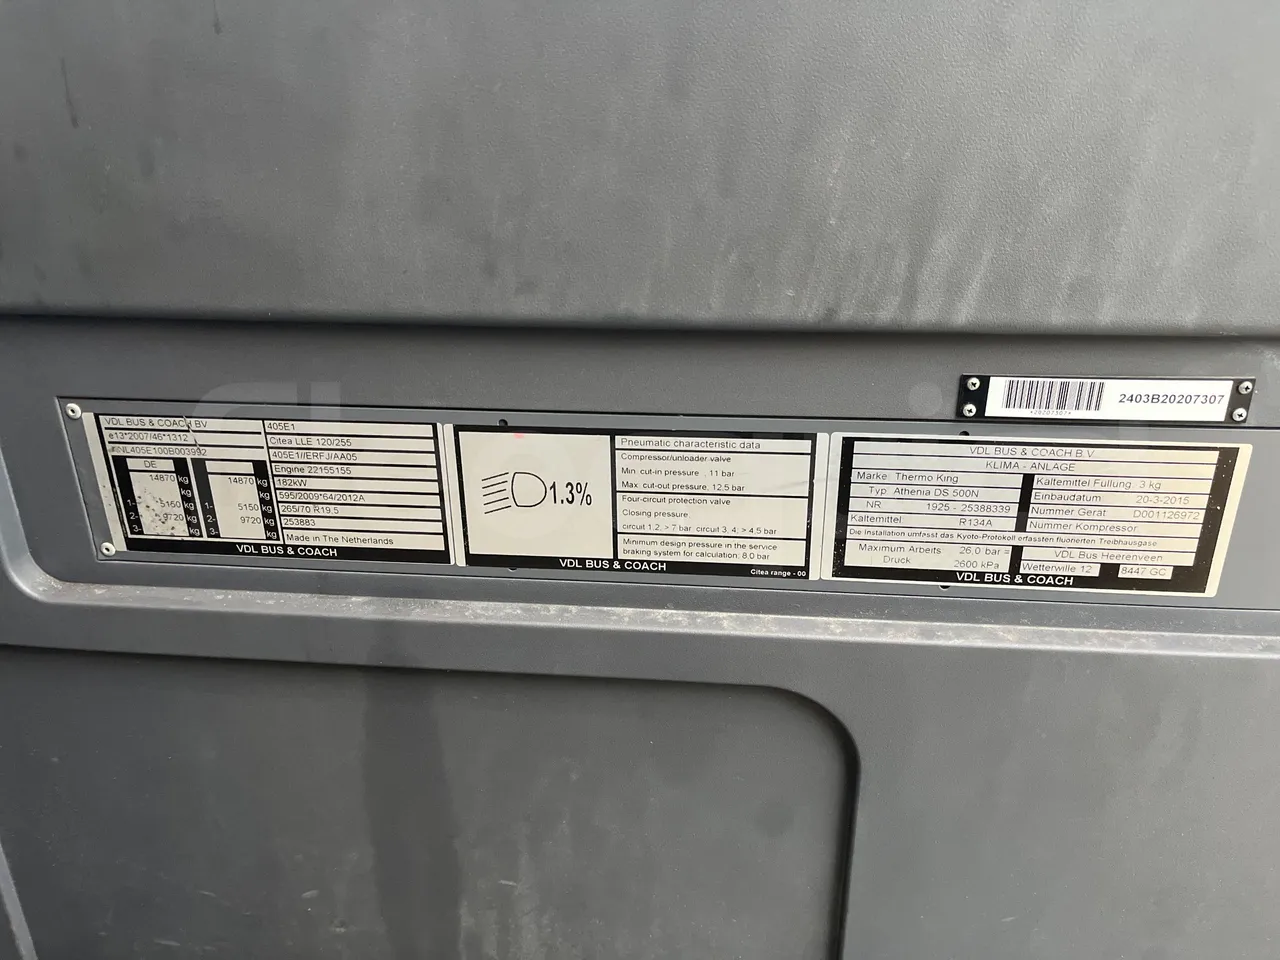 2403B20207307
*20207307*
VDL BUS & COACH BV
e13*2007/46*1312
XNL405E100B003992
DE
14870 kg
14870 kg
kg
kg
1- 5160 kg
1- 5150 kg
2- 9720 kg
2- 9720 kg
3- kg
3- kg
405E1
Citea LLE 120/255
405E1//ERFJ/AA05
Engine 22155155
182kW
595/2009*64/2012A
265/70 R19,5
253883
Made in The Netherlands
VDL BUS & COACH
1.3%
Pneumatic characteristic data
Compressor/unloader valve
Min. cut-in pressure : 11 bar
Max. cut-out pressure: 12,5 bar
Four-circuit protection valve
Closing pressure:
circuit 1,2: > 7 bar circuit 3, 4: > 4.5 bar
Minimum design pressure in the service
braking system for calculation: 8.0 bar
VDL BUS & COACH
Citea range - 00
VDL BUS & COACH B.V.
KLIMA - ANLAGE
Marke: Thermo King
Typ: Athenia DS 500N
NR 1925 - 25388339
Kaltemittel R134A
Kältemittel Füllung: 3 kg
Einbaudatum 20-3-2015
Nummer Gerät D001126972
Nummer Kompressor
Die Installation umfasst das Kyoto-Protokoll erfassten fluorierten Treibhausgase
Maximum Arbeits Druck
26,0 bar =
2600 kPa
VDL Bus Heerenveen
Wetterwille 12
8447 GC
VDL BUS & COACH